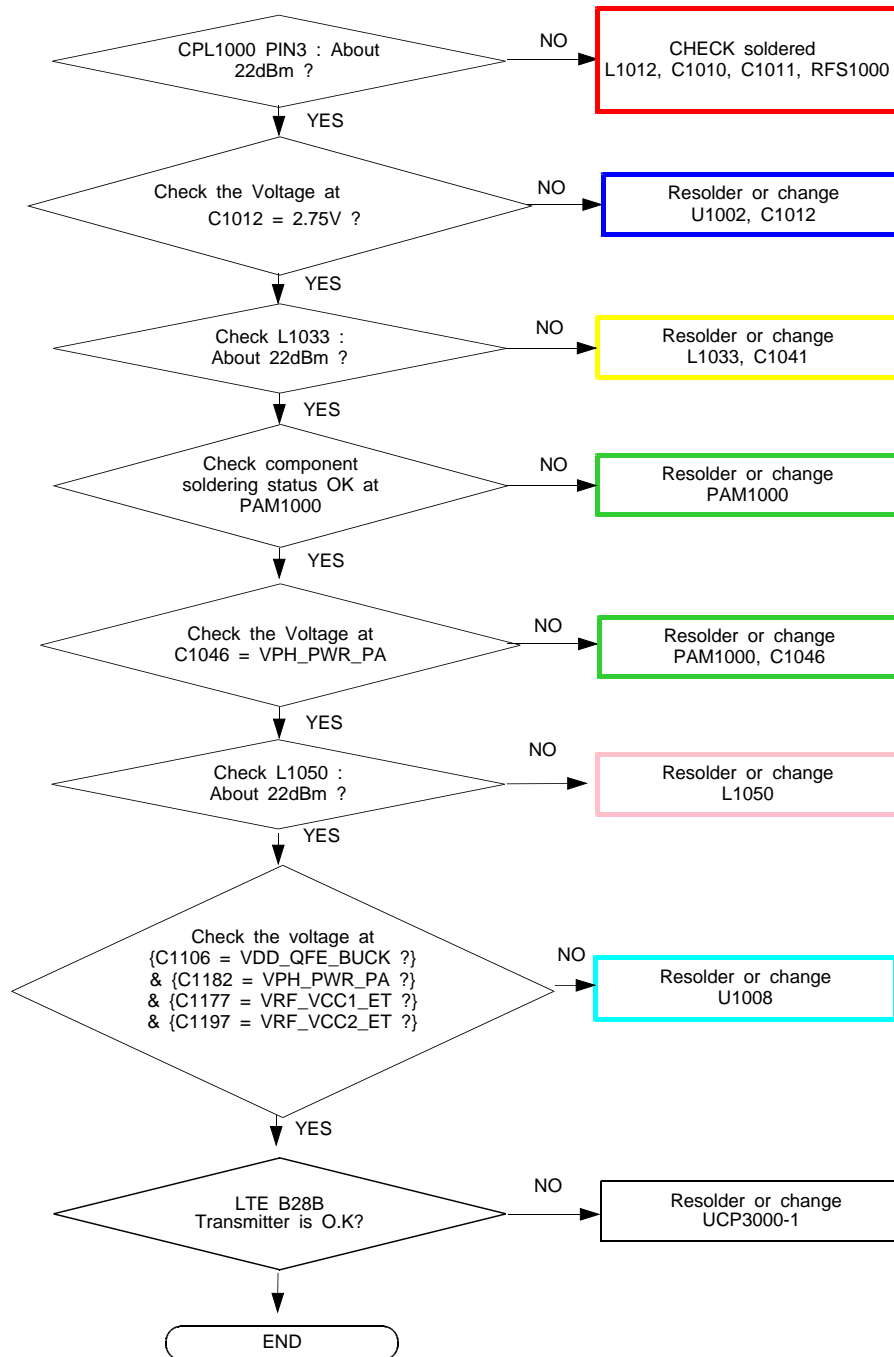 CPL1000 PIN3 : About
22dBm ?
NO
CHECK soldered
L1012, C1010, C1011, RFS1000
YES
Check the Voltage at
C1012 = 2.75V ?
NO
Resolder or change
U1002, C1012
YES
Check L1033 :
About 22dBm ?
NO
Resolder or change
L1033, C1041
YES
Check component
soldering status OK at
PAM1000
NO
Resolder or change
PAM1000
YES
Check the Voltage at
C1046 = VPH_PWR_PA
NO
Resolder or change
PAM1000, C1046
YES
Check L1050 :
About 22dBm ?
NO
Resolder or change
L1050
YES
Check the voltage at
{C1106 = VDD_QFE_BUCK ?}
& {C1182 = VPH_PWR_PA ?}
& {C1177 = VRF_VCC1_ET ?}
& {C1197 = VRF_VCC2_ET ?}
NO
Resolder or change
U1008
YES
LTE B28B
Transmitter is O.K?
NO
Resolder or change
UCP3000-1
END